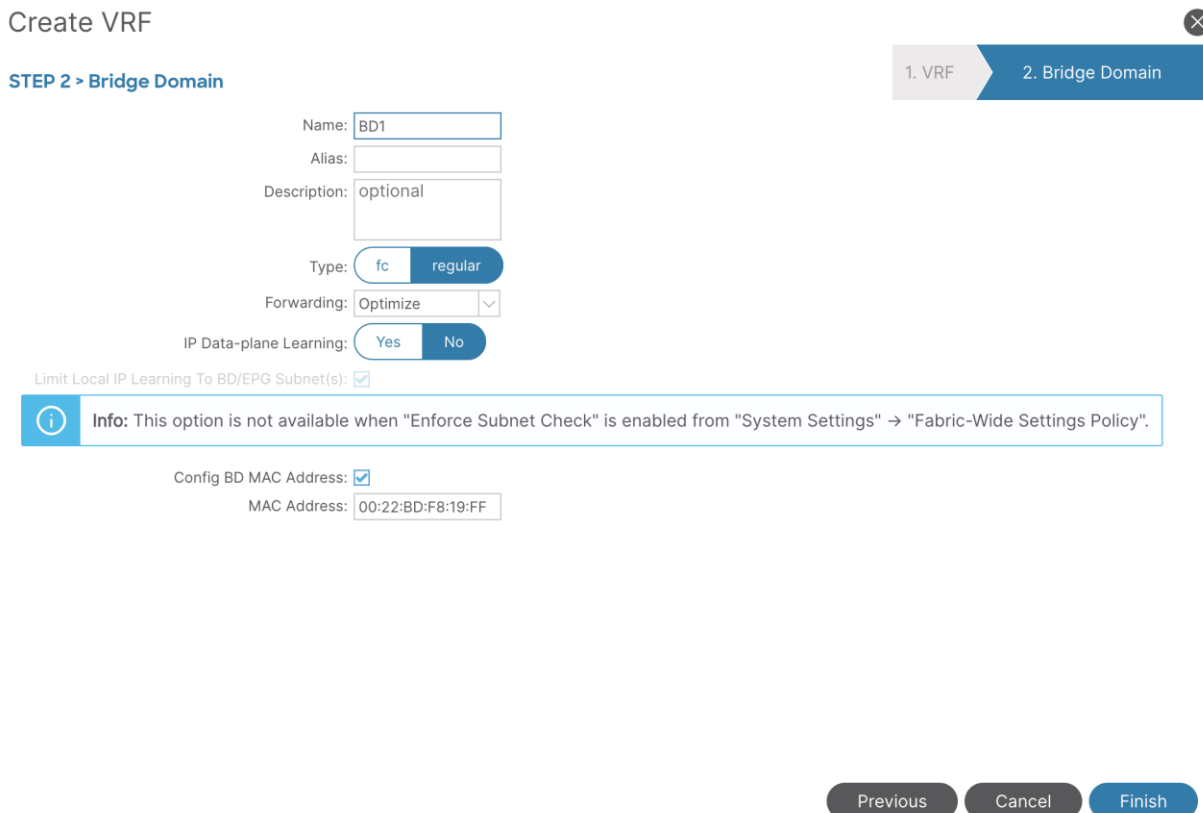 Create VRF
STEP 2 > Bridge Domain
1. VRF
2. Bridge Domain
Name: BD1
Alias:
Description: optional
Type: fc regular
Forwarding: Optimize
IP Data-plane Learning: Yes No
Limit Local IP Learning To BD/EPG Subnet(s):
Info: This option is not available when "Enforce Subnet Check" is enabled from "System Settings" → "Fabric-Wide Settings Policy".
Config BD MAC Address:
MAC Address: 00:22:BD:F8:19:FF
Previous Cancel Finish